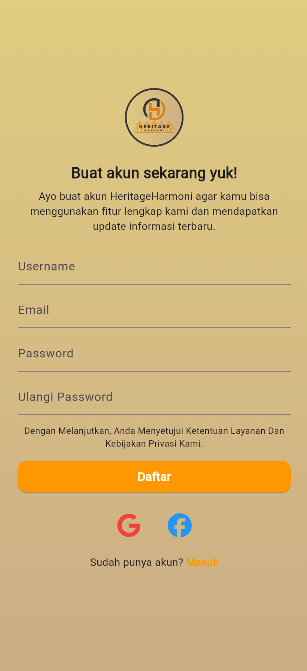 HERITAGE
Buat akun sekarang yuk!
Ayo buat akun HeritageHarmoni agar kamu bisa
menggunakan fitur lengkap kami dan mendapatkan
update informasi terbaru.
Username
Email
Password
Ulangi Password
Dengan Melanjutkan, Anda Menyetujui Ketentuan Layanan Dan
Kebijakan Privasi Kami.
Daftar
Sudah punya akun? Masuk